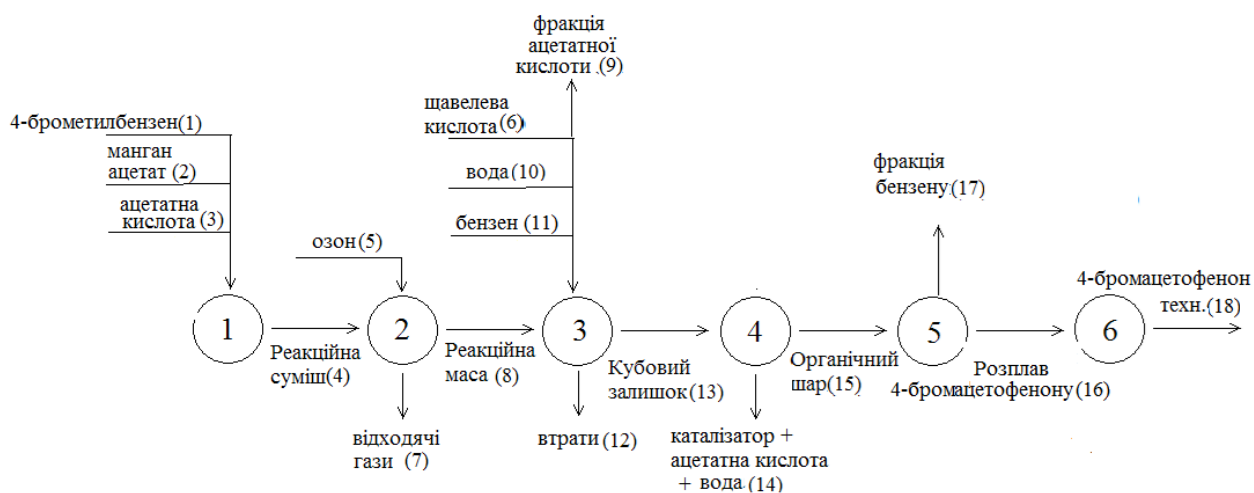 фракція
ацетатної
кислоти (9)
4-брометилбензен(1)
манган
ацетат (2)
ацетатна
кислота(3)
щавелева
кислота(6)
вода(10)
бензен (11)
озон(5)
фракція
бензену(17)
4-бромацетофенон
техн.(18)
1
2
3
4
5
6
Реакційна
суміш(4)
Реакційна
маса (8)
Кубовий
залишок(13)
Органічний
шар(15)
Розплав
4-бромацетофенону(16)
відходячі
гази (7)
втрати(12)
каталізатор +
ацетатна кислота
+ вода(14)